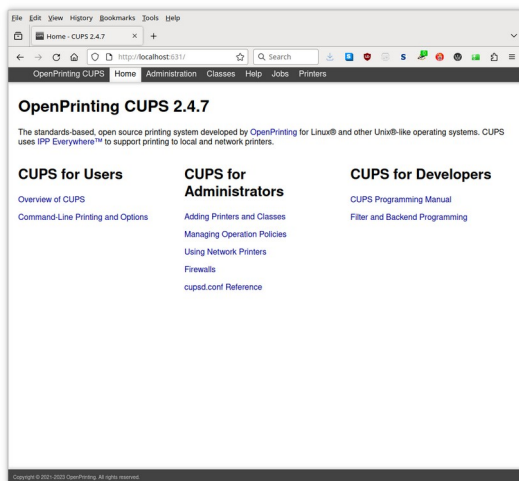 File Edit View History Bookmarks Tools Help
Home - CUPS 2.4.7
http://localhost:631/
Search
OpenPrinting CUPS Home Administration Classes Help Jobs Printers
OpenPrinting CUPS 2.4.7
The standards-based, open source printing system developed by OpenPrinting for Linux® and other Unix®-like operating systems. CUPS
uses IPP Everywhere™ to support printing to local and network printers.
CUPS for Users
Overview of CUPS
Command-Line Printing and Options
CUPS for
Administrators
Adding Printers and Classes
Managing Operation Policies
Using Network Printers
Firewalls
cupsd.conf Reference
CUPS for Developers
CUPS Programming Manual
Filter and Backend Programming
Copyright © 2021-2023 OpenPrinting. All rights reserved.